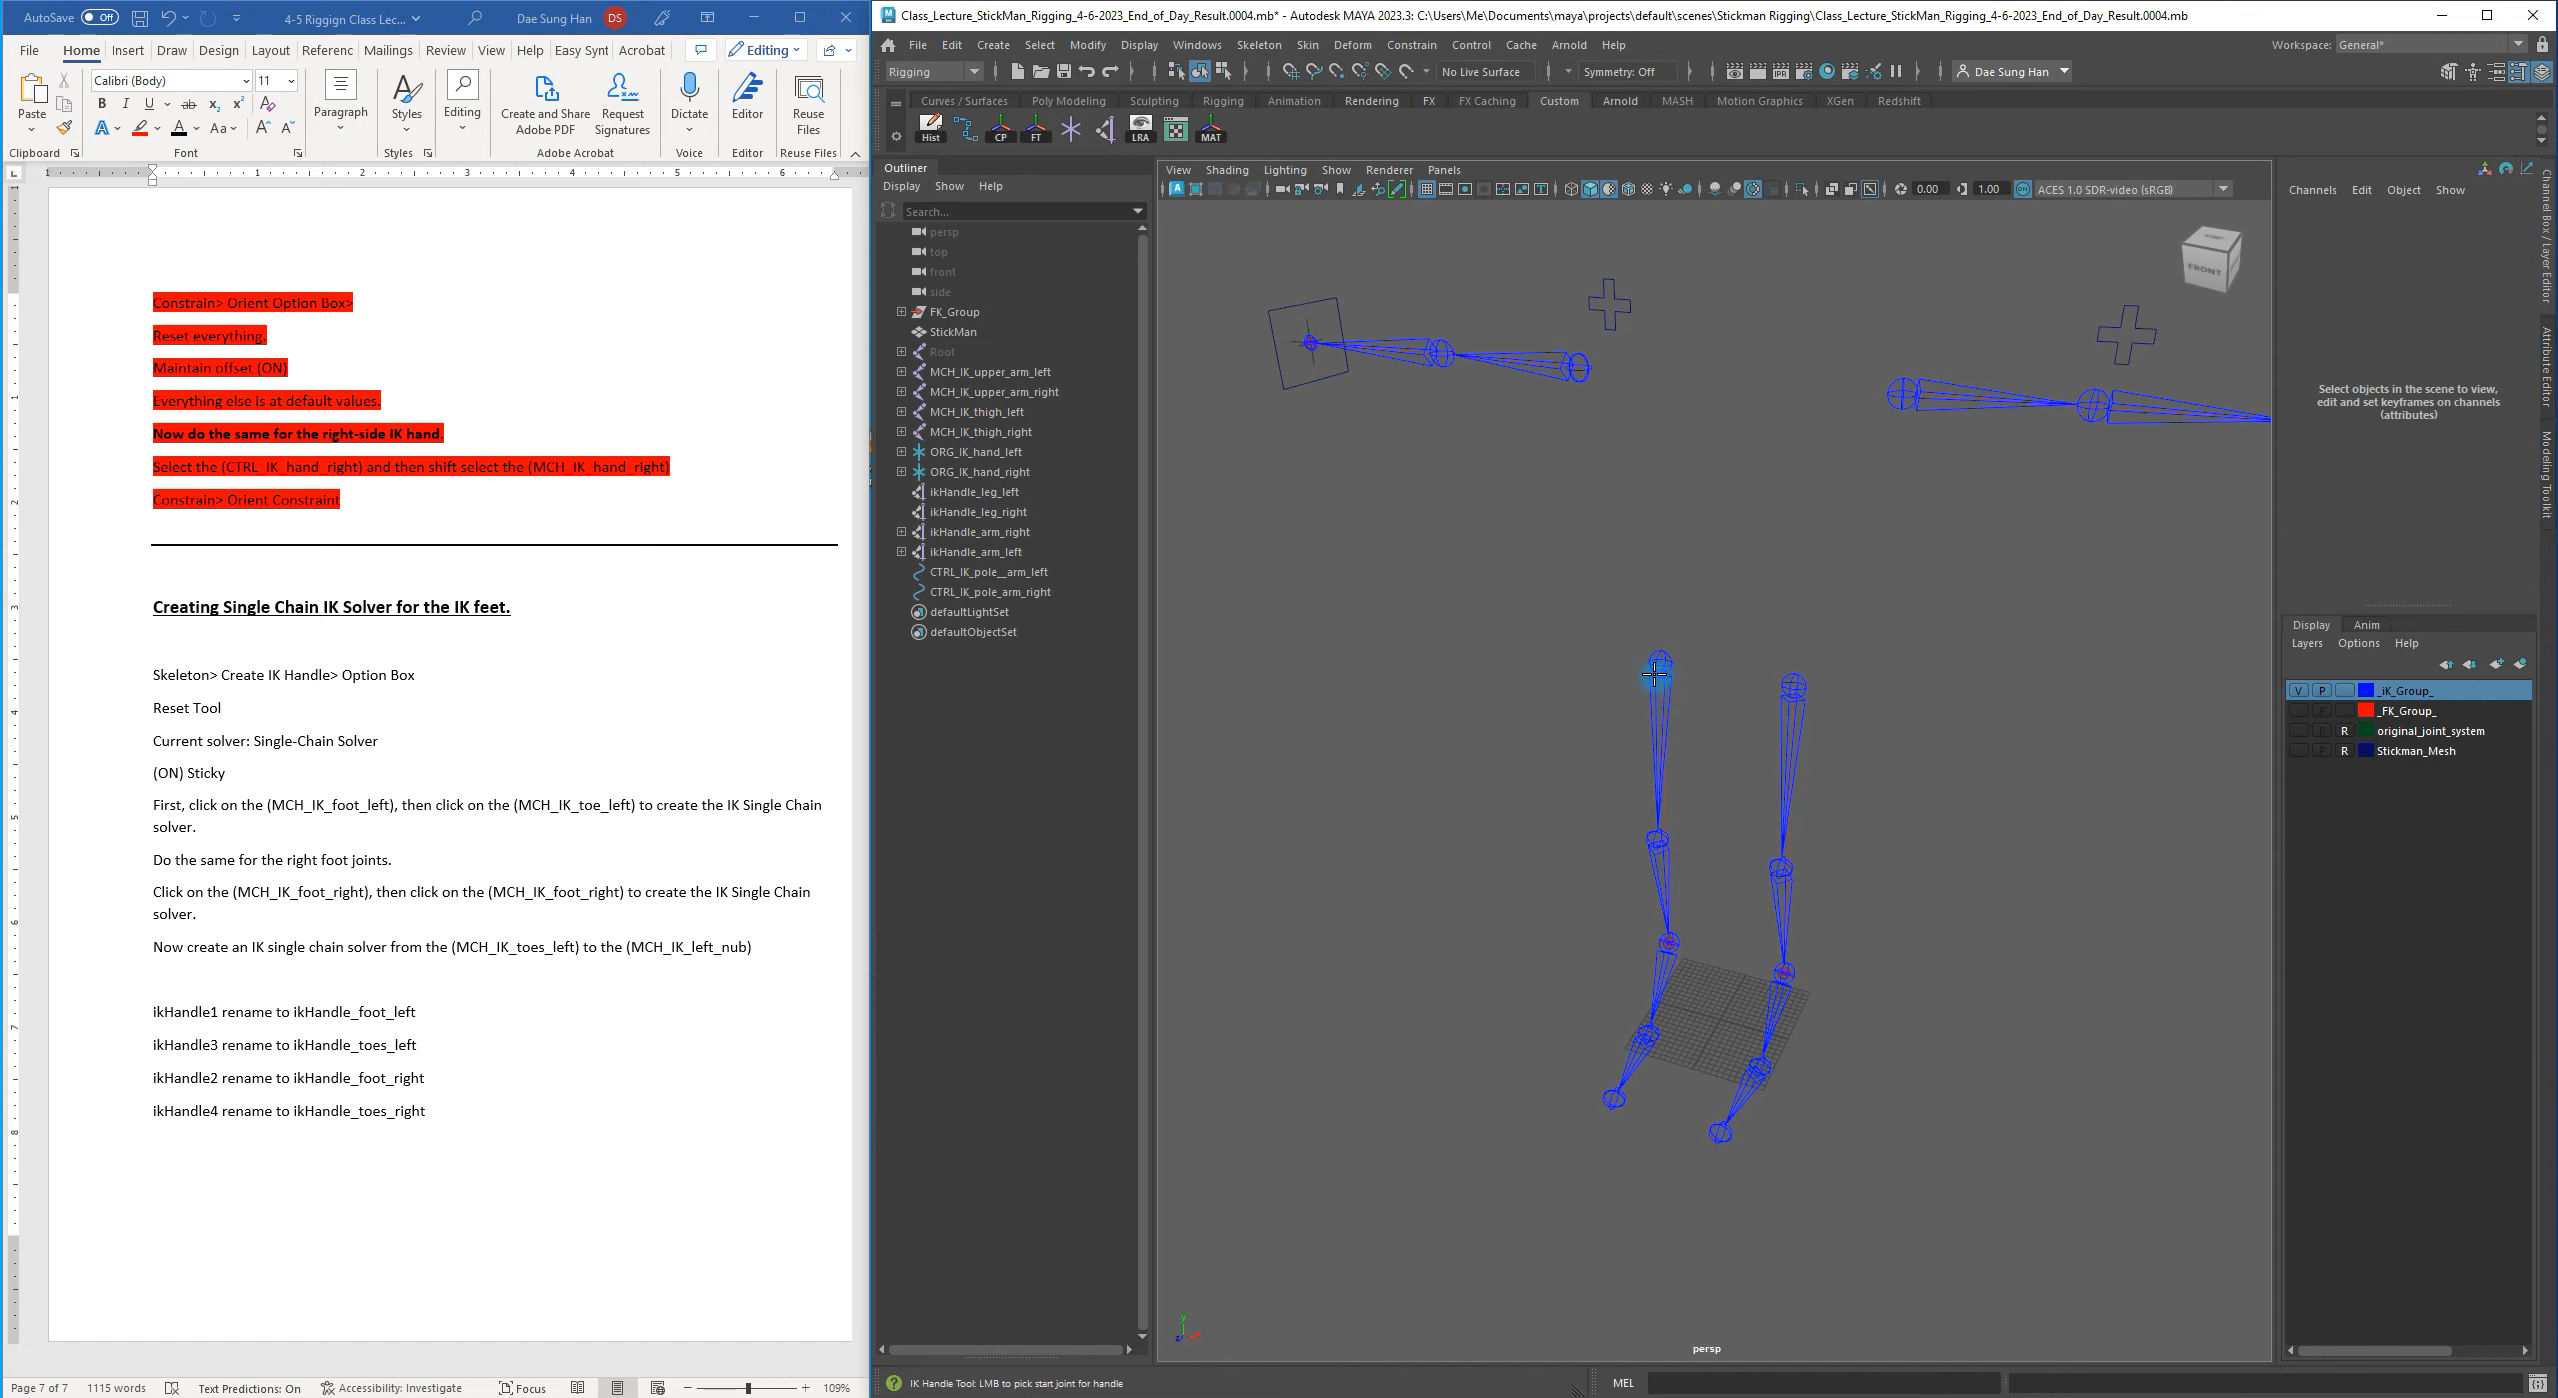 AutoSave Off 4-5 Riggign Class Lec... Dae Sung Han DS
File Home Insert Draw Design Layout Referenc Mailings Review View Help Easy Synt Acrobat Editing
Calibri (Body) 11
Paste Paragraph Styles Editing Create and Share Adobe PDF Request Signatures Dictate Editor Reuse Files
Clipboard Font Styles Adobe Acrobat Voice Editor Reuse Files
Constrain> Orient Option Box>
Reset everything.
Maintain offset (ON)
Everything else is at default values.
Now do the same for the right-side IK hand.
Select the (CTRL_IK_hand_right) and then shift select the (MCH_IK_hand_right)
Constrain> Orient Constraint
Creating Single Chain IK Solver for the IK feet.
Skeleton> Create IK Handle> Option Box
Reset Tool
Current solver: Single-Chain Solver
(ON) Sticky
First, click on the (MCH_IK_foot_left), then click on the (MCH_IK_toe_left) to create the IK Single Chain
solver.
Do the same for the right foot joints.
Click on the (MCH_IK_foot_right), then click on the (MCH_IK_foot_right) to create the IK Single Chain
solver.
Now create an IK single chain solver from the (MCH_IK_toes_left) to the (MCH_IK_left_nub)
ikHandle1 rename to ikHandle_foot_left
ikHandle3 rename to ikHandle_toes_left
ikHandle2 rename to ikHandle_foot_right
ikHandle4 rename to ikHandle_toes_right
Page 7 of 7 1115 words Text Predictions: On Accessibility: Investigate Focus 109%
Class_Lecture_StickMan_Rigging_4-6-2023_End_of_Day_Result.0004.mb* - Autodesk MAYA 2023.3: C:\Users\Me\Documents\maya\projects\default\scenes\Stickman Rigging\Class_Lecture_StickMan_Rigging_4-6-2023_End_of_Day_Result.0004.mb
File Edit Create Select Modify Display Windows Skeleton Skin Deform Constrain Control Cache Arnold Help Workspace: General*
Rigging No Live Surface Symmetry: Off Dae Sung Han
Curves / Surfaces Poly Modeling Sculpting Rigging Animation Rendering FX FX Caching Custom Arnold MASH Motion Graphics XGen Redshift
Hist CP FT LRA MAT
Outliner
Display Show Help
Search...
persp
top
front
side
FK_Group
StickMan
Root
MCH_IK_upper_arm_left
MCH_IK_upper_arm_right
MCH_IK_thigh_left
MCH_IK_thigh_right
ORG_IK_hand_left
ORG_IK_hand_right
ikHandle_leg_left
ikHandle_leg_right
ikHandle_arm_right
ikHandle_arm_left
CTRL_IK_pole__arm_left
CTRL_IK_pole_arm_right
defaultLightSet
defaultObjectSet
View Shading Lighting Show Renderer Panels
0.00 1.00 ACES 1.0 SDR-video (sRGB)
FRONT
persp
Channels Edit Object Show
Select objects in the scene to view,
edit and set keyframes on channels
(attributes)
Display Anim
Layers Options Help
V P _iK_Group_
P _FK_Group_
P R original_joint_system
P R Stickman_Mesh
Channel Box / Layer Editor
Attribute Editor
Modeling Toolkit
IK Handle Tool: LMB to pick start joint for handle
MEL